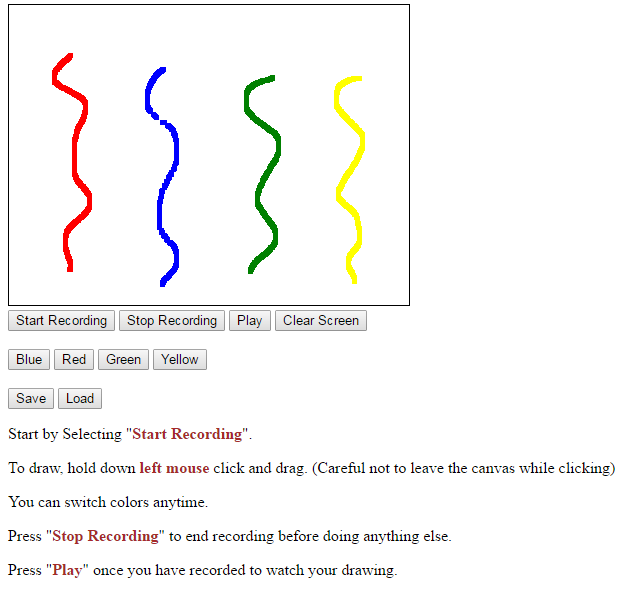 Start Recording Stop Recording Play Clear Screen
Blue Red Green Yellow
Save Load
Start by Selecting "Start Recording".
To draw, hold down left mouse click and drag. (Careful not to leave the canvas while clicking)
You can switch colors anytime.
Press "Stop Recording" to end recording before doing anything else.
Press "Play" once you have recorded to watch your drawing.